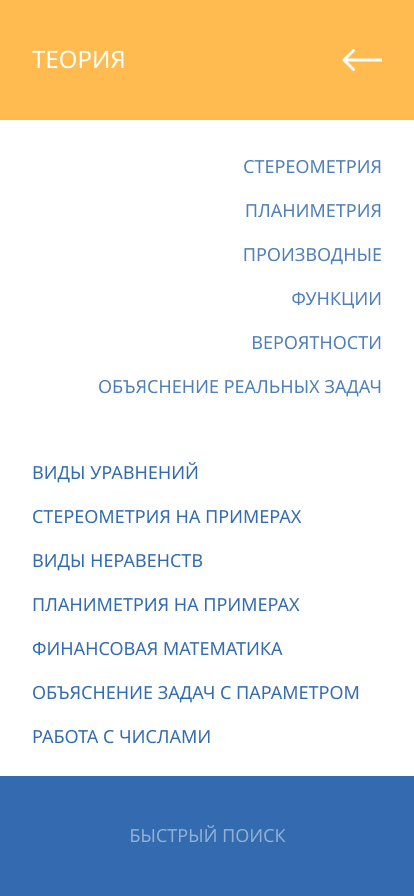 ТЕОРИЯ
СТЕРЕОМЕТРИЯ
ПЛАНИМЕТРИЯ
ПРОИЗВОДНЫЕ
ФУНКЦИИ
ВЕРОЯТНОСТИ
ОБЪЯСНЕНИЕ РЕАЛЬНЫХ ЗАДАЧ
ВИДЫ УРАВНЕНИЙ
СТЕРЕОМЕТРИЯ НА ПРИМЕРАХ
ВИДЫ НЕРАВЕНСТВ
ПЛАНИМЕТРИЯ НА ПРИМЕРАХ
ФИНАНСОВАЯ МАТЕМАТИКА
ОБЪЯСНЕНИЕ ЗАДАЧ С ПАРАМЕТРОМ
РАБОТА С ЧИСЛАМИ
БЫСТРЫЙ ПОИСК